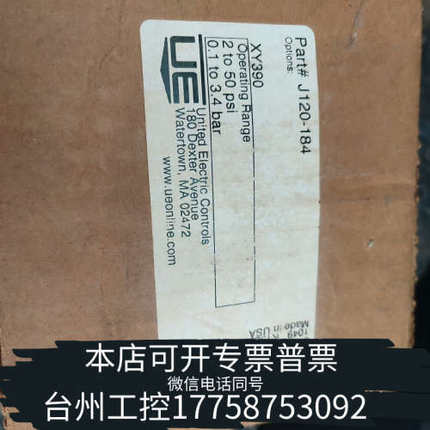 Part# J120-184
Options:
XY390
Operating Range
2 to 50 psi
0.1 to 3.4 bar
UE
United Electric Controls
180 Dexter Avenue
Watertown, MA 02472
www.ueonline.com
1049
Made in USA
本店可开专票普票
微信电话同号
台州工控17758753092